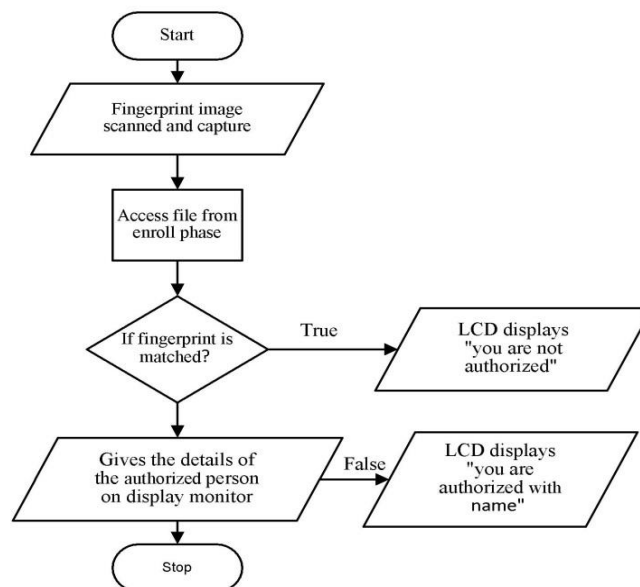 Start
Fingerprint image
scanned and capture
Access file from
enroll phase
If fingerprint is
matched?
True
LCD displays
"you are not
authorized"
Gives the details of
the authorized person
on display monitor
False
LCD displays
"you are
authorized with
name"
Stop